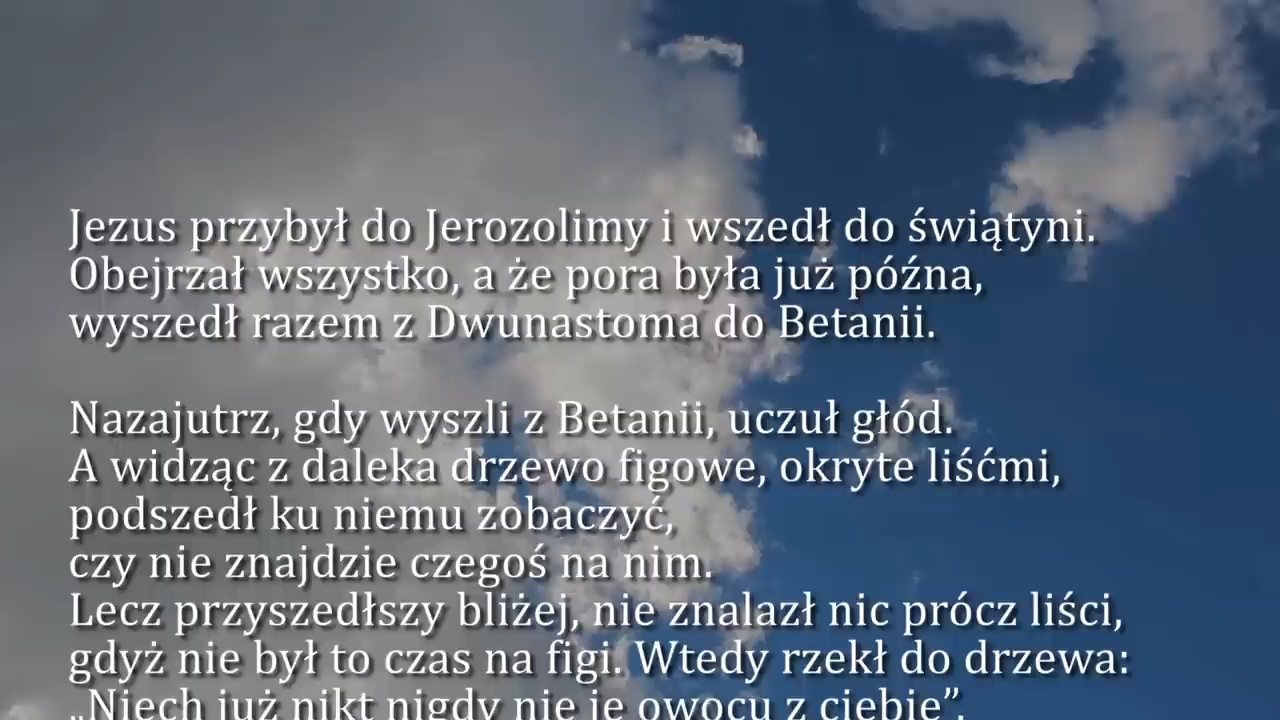 Jezus przybył do Jerozolimy i wszedł do świątyni.
Obejrzał wszystko, a że pora była już późna,
wyszedł razem z Dwunastoma do Betanii.
Nazajutrz, gdy wyszli z Betanii, uczuł głód.
A widząc z daleka drzewo figowe, okryte liśćmi,
podszedł ku niemu zobaczyć,
czy nie znajdzie czegoś na nim.
Lecz przyszedłszy bliżej, nie znalazł nic prócz liści,
gdyż nie był to czas na figi. Wtedy rzekł do drzewa:
„Niech już nikt nigdy nie je owocu z ciebie”.